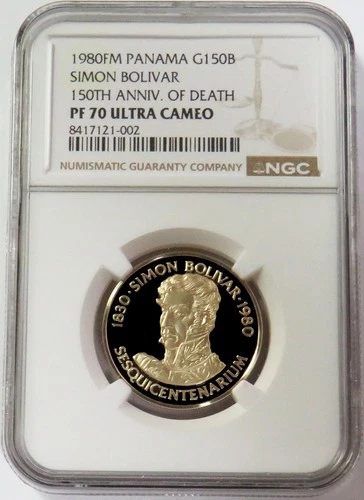 1980FM PANAMA G150B
SIMON BOLIVAR
150TH ANNIV. OF DEATH
PF 70 ULTRA CAMEO
8417121-002
NUMISMATIC GUARANTY COMPANY NGC
1830 · SIMON BOLIVAR · 1980
SESQUICENTENARIUM